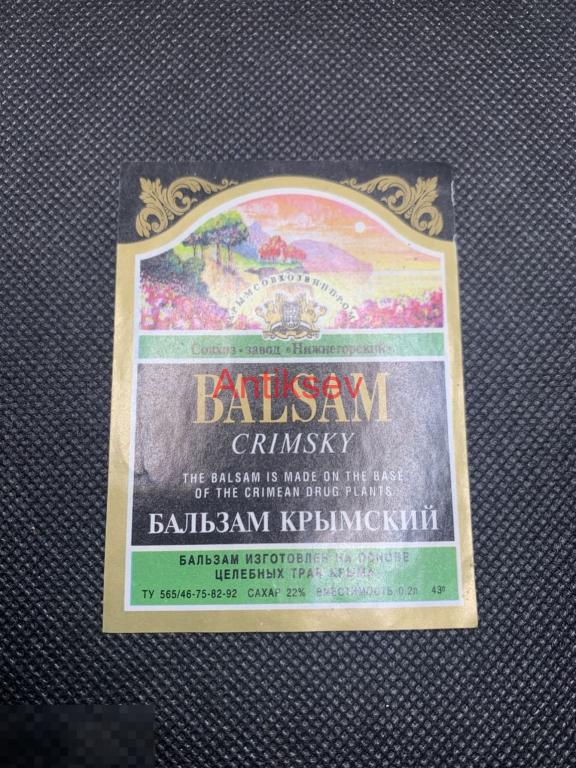 КРЫМСОВХОЗВИНПРОМ
Совхоз-завод «Нижнегорский»
Antiksev
BALSAM
CRIMSKY
THE BALSAM IS MADE ON THE BASE
OF THE CRIMEAN DRUG PLANTS
БАЛЬЗАМ КРЫМСКИЙ
БАЛЬЗАМ ИЗГОТОВЛЕН НА ОСНОВЕ
ЦЕЛЕБНЫХ ТРАВ КРЫМА
ТУ 565/46-75-82-92 САХАР 22% ВМЕСТИМОСТЬ 0.2л 43º